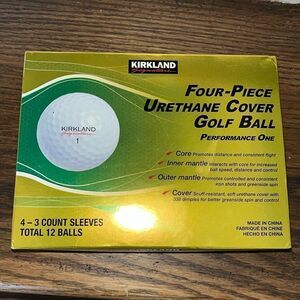 KIRKLAND
Signature
FOUR-PIECE
URETHANE COVER
GOLF BALL
PERFORMANCE ONE
KIRKLAND
Signature
1
Core Promotes distance and consistent flight
Inner mantle Interacts with core for increased
ball speed, distance and control
Outer mantle Promotes controlled and consistent
iron shots and greenside spin
Cover Scuff-resistant, soft urethane cover with
338 dimples for better greenside spin and control
4 – 3 COUNT SLEEVES
TOTAL 12 BALLS
MADE IN CHINA
FABRIQUÉ EN CHINE
HECHO EN CHINA